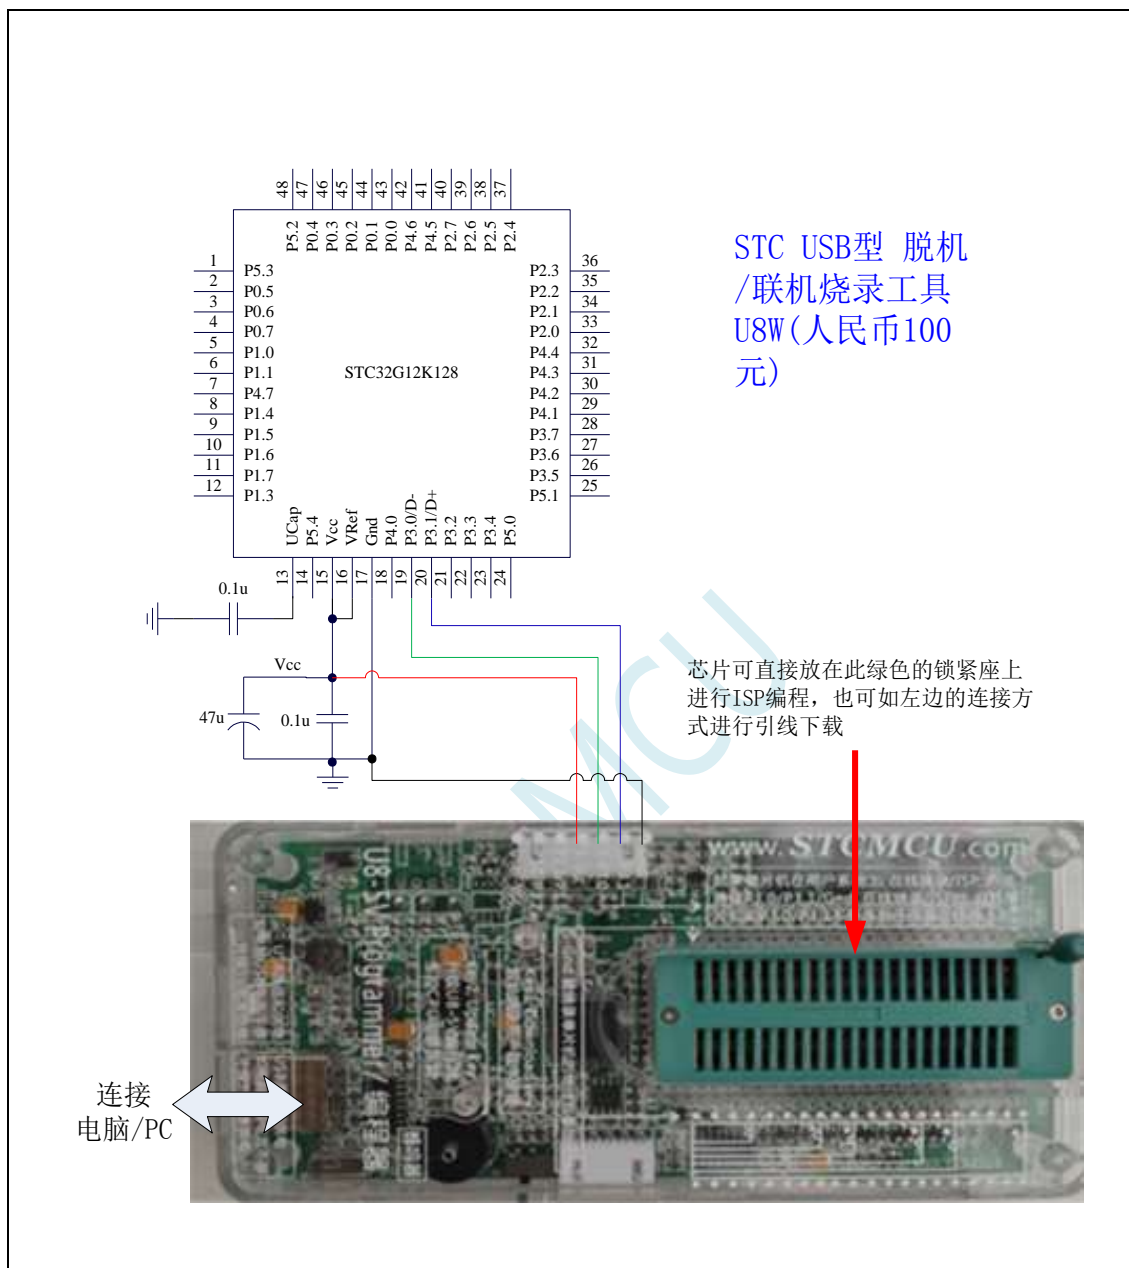 48
47
46
45
44
43
42
41
40
39
38
37
P5.2
P0.4
P0.3
P0.2
P0.1
P0.0
P4.6
P4.5
P2.7
P2.6
P2.5
P2.4
1 P5.3
2 P0.5
3 P0.6
4 P0.7
5 P1.0
6 P1.1
7 P4.7
8 P1.4
9 P1.5
10 P1.6
11 P1.7
12 P1.3
STC32G12K128
P2.3 36
P2.2 35
P2.1 34
P2.0 33
P4.4 32
P4.3 31
P4.2 30
P4.1 29
P3.7 28
P3.6 27
P3.5 26
P5.1 25
UCap
P5.4
Vcc
VRef
Gnd
P4.0
P3.0/D-
P3.1/D+
P3.2
P3.3
P3.4
P5.0
13
14
15
16
17
18
19
20
21
22
23
24
0.1u
Vcc
47u
0.1u
STC USB型 脱机
/联机烧录工具
U8W(人民币100
元)
芯片可直接放在此绿色的锁紧座上
进行ISP编程，也可如左边的连接方
式进行引线下载
MCU
www.STCMCU.com
U8-5V Programmer
连接
电脑/PC